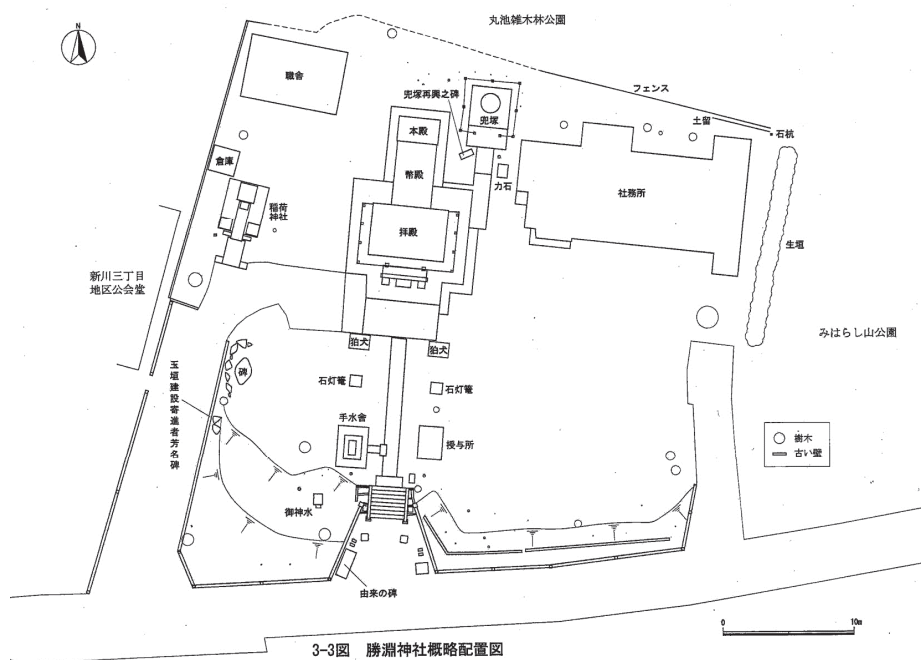 丸池雑木林公園
N
職舎
フェンス
兜塚再興之碑
兜塚
土留
石杭
本殿
倉庫
幣殿
力石
社務所
稲荷
神社
拝殿
生垣
新川三丁目
地区公会堂
みはらし山公園
狛犬
狛犬
碑
石灯篭
石灯篭
玉垣建設寄進者芳名碑
手水舎
授与所
樹木
古い壁
御神水
由来の碑
0
10m
3-3図 勝淵神社概略配置図